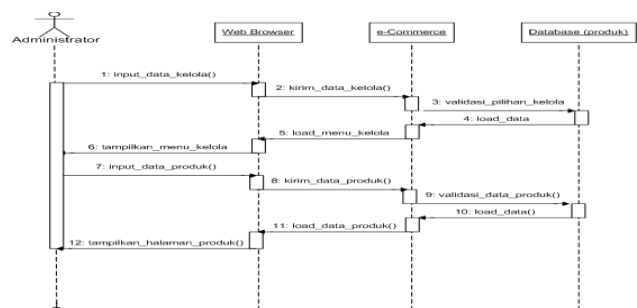 Administrator
Web Browser
e-Commerce
Database (produk)
1: input_data_kelola()
2: kirim_data_kelola()
3: validasi_pilihan_kelola
4: load_data
5: load_menu_kelola
6: tampilkan_menu_kelola
7: input_data_produk()
8: kirim_data_produk()
9: validasi_data_produk()
10: load_data()
11: load_data_produk()
12: tampilkan_halaman_produk()